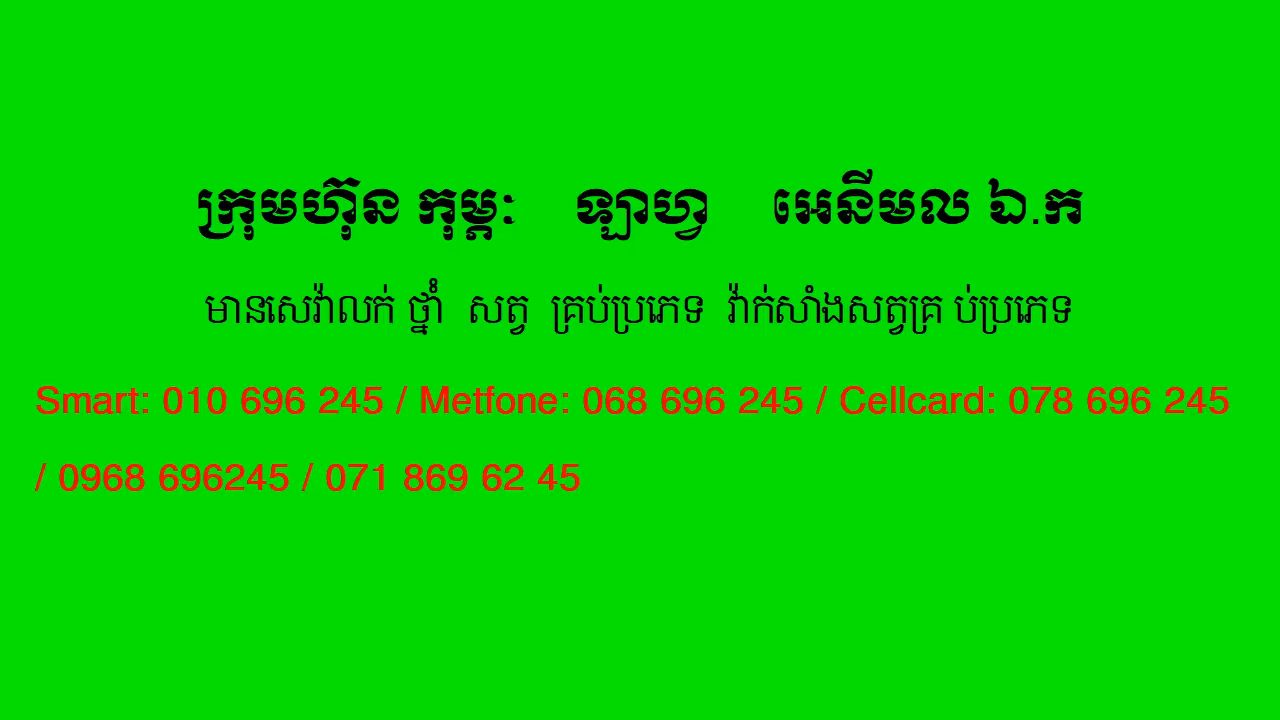 ក្រុមហ៊ុន កុម្ភៈ ឡាហ្វ អេនីមល ឯ.ក
មានសេវ៉ាលក់ ថ្នាំ សត្វ គ្រប់ប្រភេទ វ៉ាក់សាំងសត្វគ្រ ប់ប្រភេទ
Smart: 010 696 245 / Metfone: 068 696 245 / Cellcard: 078 696 245
/ 0968 696245 / 071 869 62 45